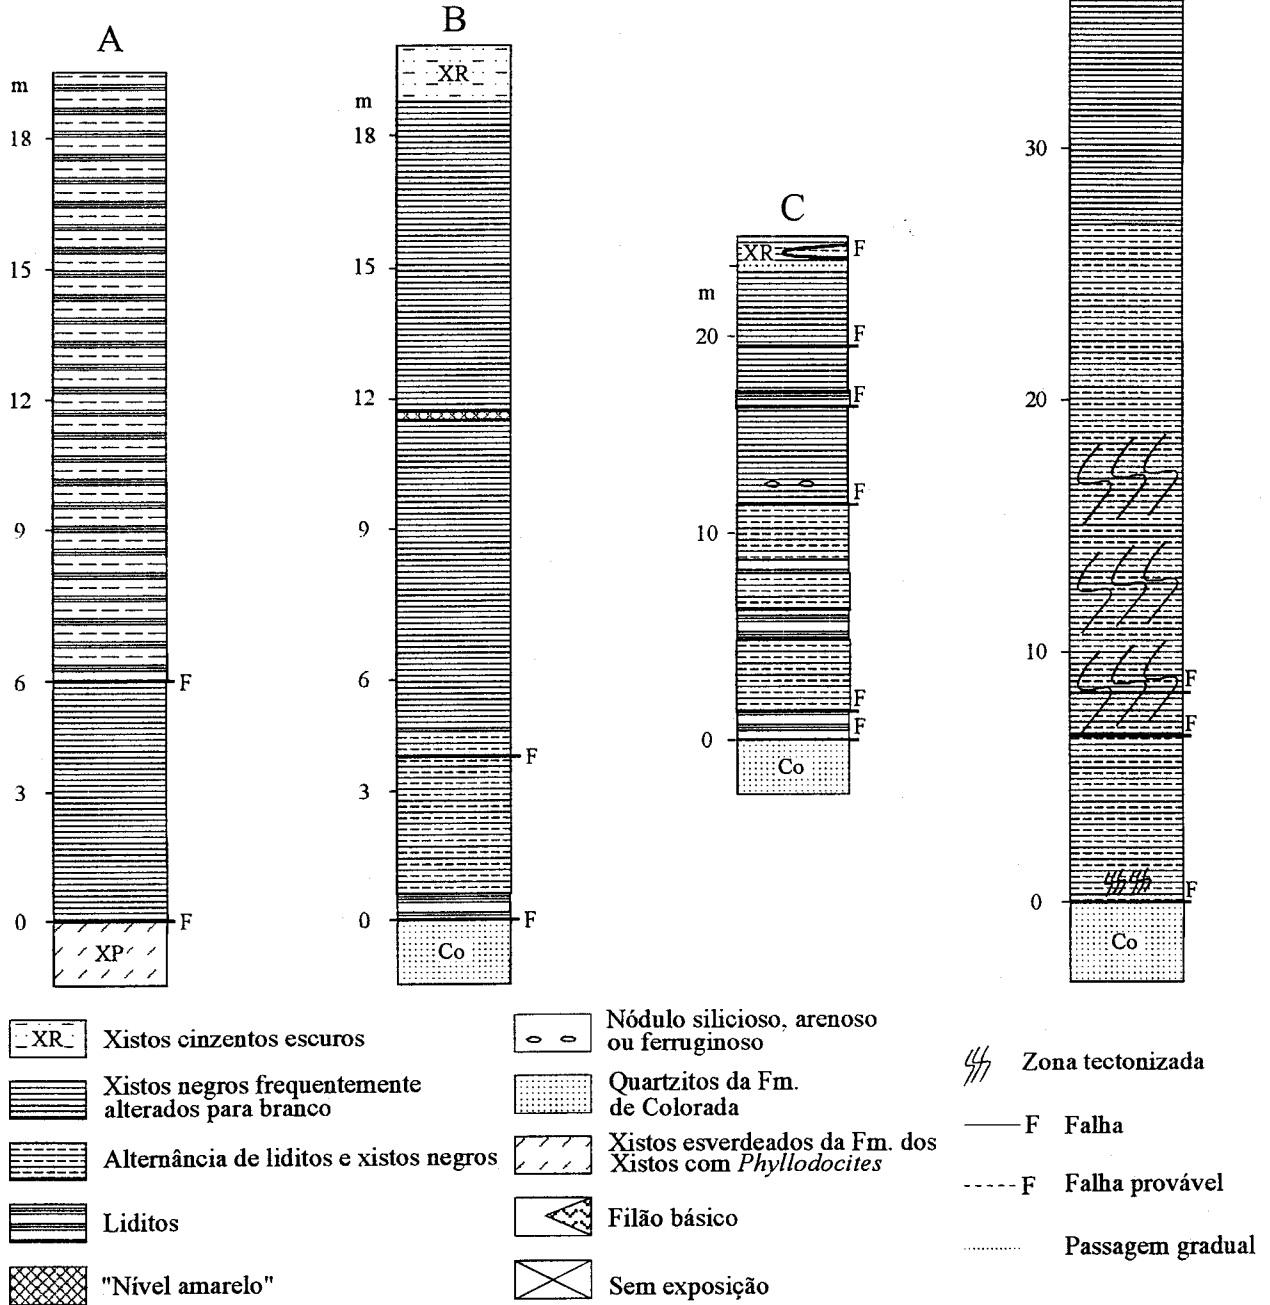 A
m
18
15
12
9
6
F
3
0
F
XP
B
XR
m
18
15
12
9
6
F
3
0
F
Co
C
XR
F
m
20
F
F
F
10
F
0
F
Co
30
20
10
F
F
0
F
Co
XR
Xistos cinzentos escuros
Xistos negros frequentemente
alterados para branco
Alternância de liditos e xistos negros
Liditos
"Nível amarelo"
Nódulo silicioso, arenoso
ou ferruginoso
Quartzitos da Fm.
de Colorada
Xistos esverdeados da Fm. dos
Xistos com Phyllodocites
Filão básico
Sem exposição
Zona tectonizada
F Falha
F Falha provável
Passagem gradual